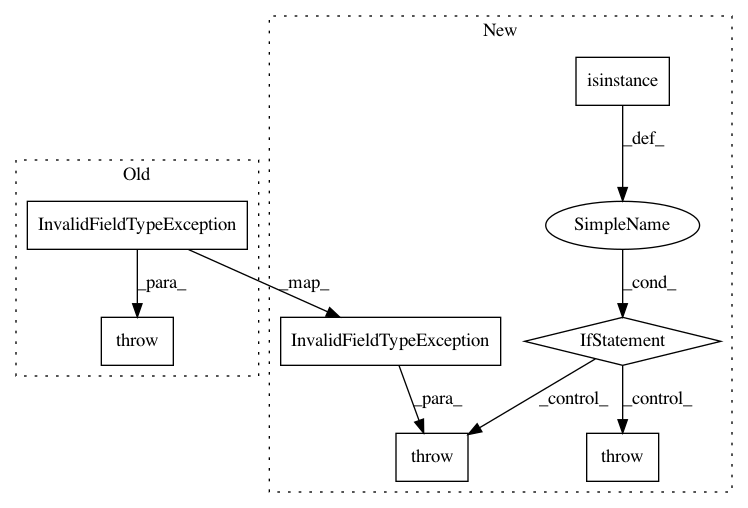 New
isinstance
_def_
Old
InvalidFieldTypeException
SimpleName
_para_
_map_
_cond_
throw
InvalidFieldTypeException
IfStatement
_para_
_control_
_control_
throw
throw